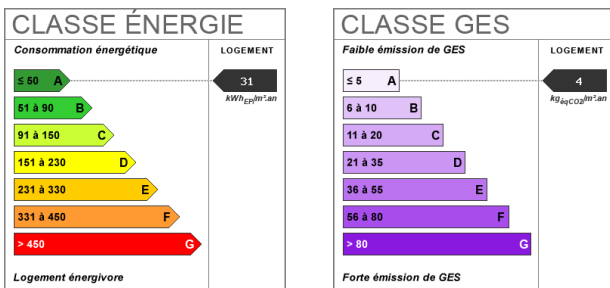 CLASSE ÉNERGIE
Consommation énergétique
LOGEMENT
≤ 50 A
31
kWhEP/m².an
51 à 90 B
91 à 150 C
151 à 230 D
231 à 330 E
331 à 450 F
> 450 G
Logement énergivore
CLASSE GES
Faible émission de GES
LOGEMENT
≤ 5 A
4
kgéqCO2/m².an
6 à 10 B
11 à 20 C
21 à 35 D
36 à 55 E
56 à 80 F
> 80 G
Forte émission de GES